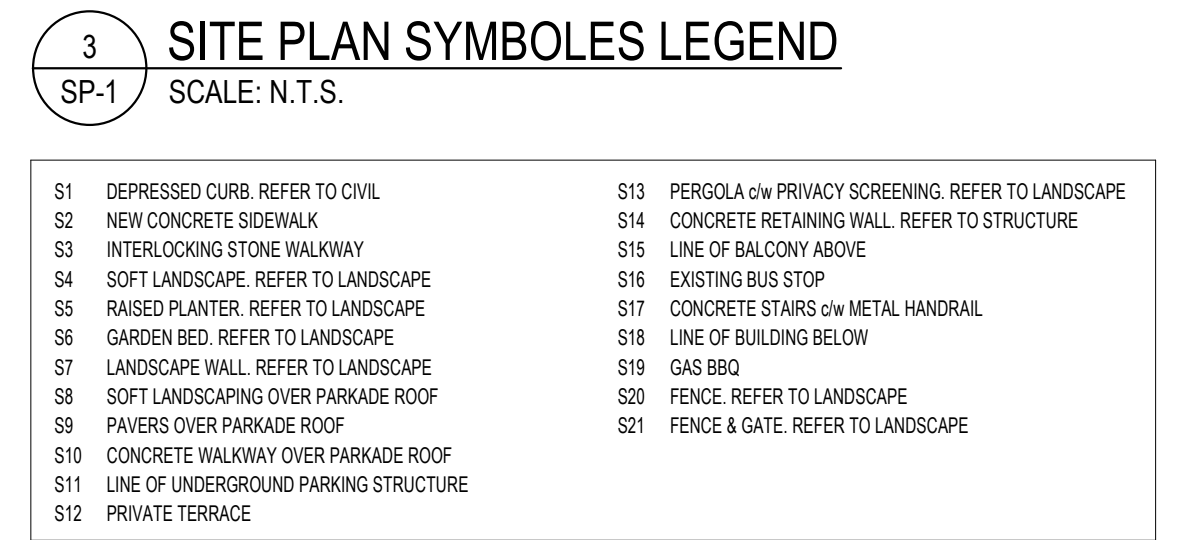 3
SP-1
SITE PLAN SYMBOLES LEGEND
SCALE: N.T.S.
S1 DEPRESSED CURB. REFER TO CIVIL
S2 NEW CONCRETE SIDEWALK
S3 INTERLOCKING STONE WALKWAY
S4 SOFT LANDSCAPE. REFER TO LANDSCAPE
S5 RAISED PLANTER. REFER TO LANDSCAPE
S6 GARDEN BED. REFER TO LANDSCAPE
S7 LANDSCAPE WALL. REFER TO LANDSCAPE
S8 SOFT LANDSCAPING OVER PARKADE ROOF
S9 PAVERS OVER PARKADE ROOF
S10 CONCRETE WALKWAY OVER PARKADE ROOF
S11 LINE OF UNDERGROUND PARKING STRUCTURE
S12 PRIVATE TERRACE
S13 PERGOLA c/w PRIVACY SCREENING. REFER TO LANDSCAPE
S14 CONCRETE RETAINING WALL. REFER TO STRUCTURE
S15 LINE OF BALCONY ABOVE
S16 EXISTING BUS STOP
S17 CONCRETE STAIRS c/w METAL HANDRAIL
S18 LINE OF BUILDING BELOW
S19 GAS BBQ
S20 FENCE. REFER TO LANDSCAPE
S21 FENCE & GATE. REFER TO LANDSCAPE